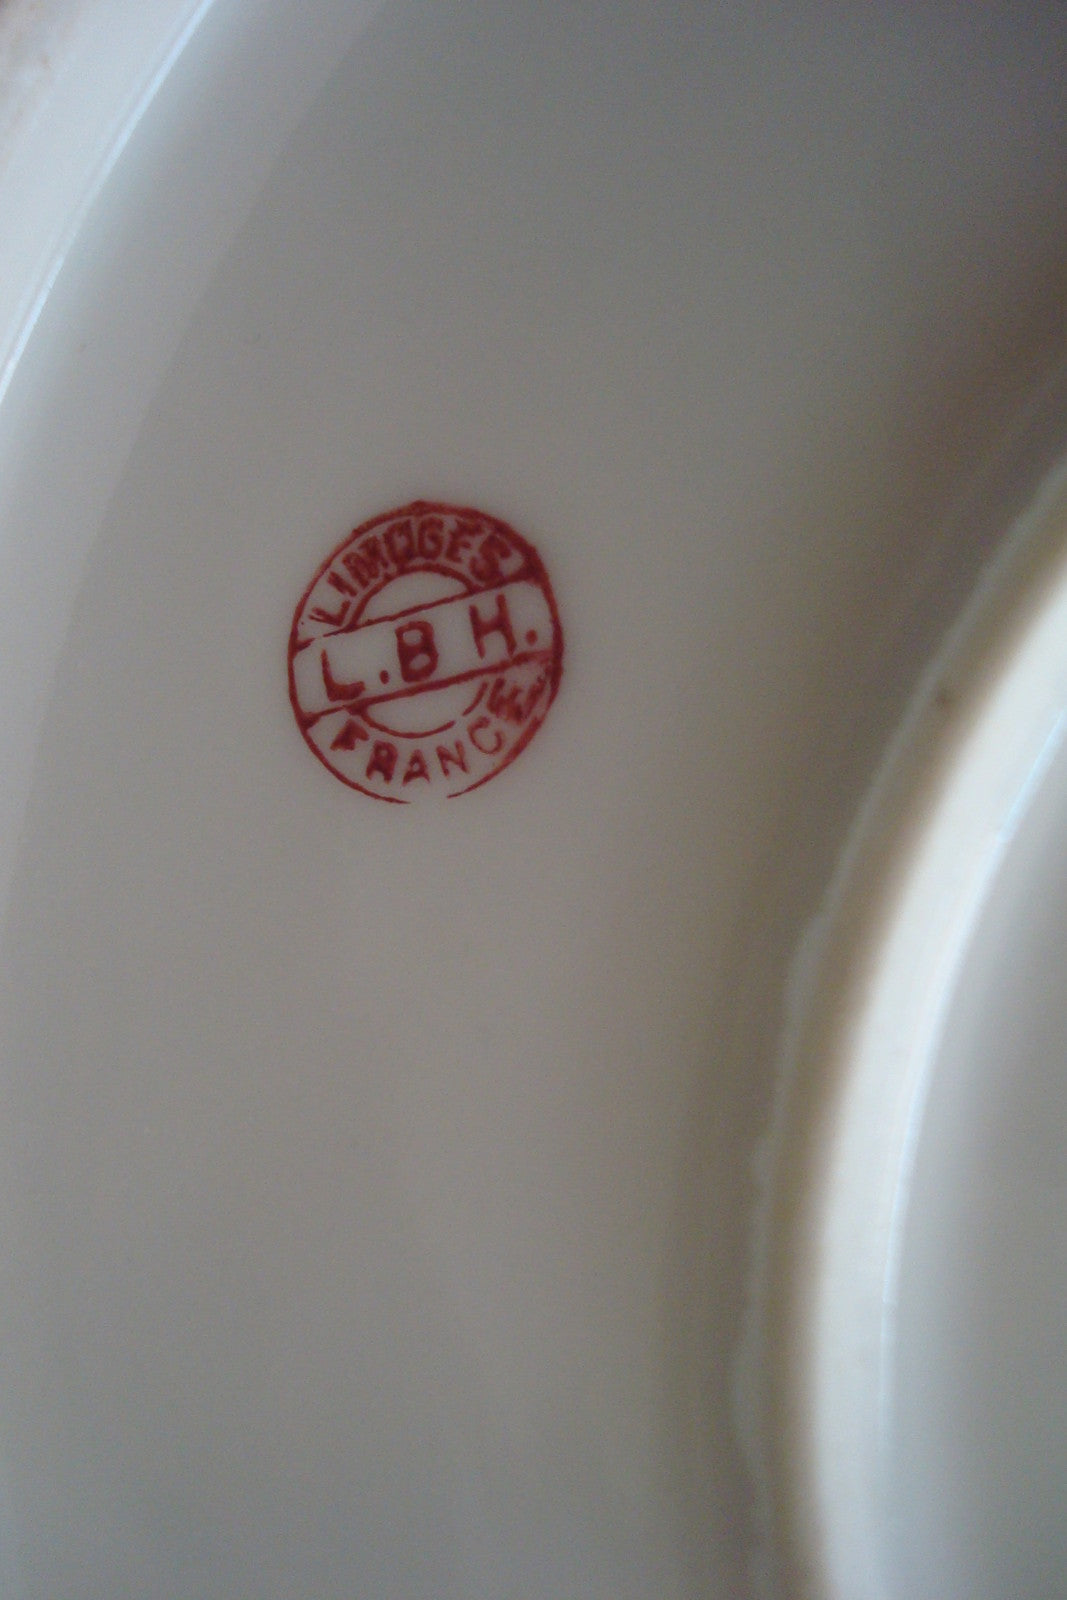 LIMOGES
L.B H.
FRANCE